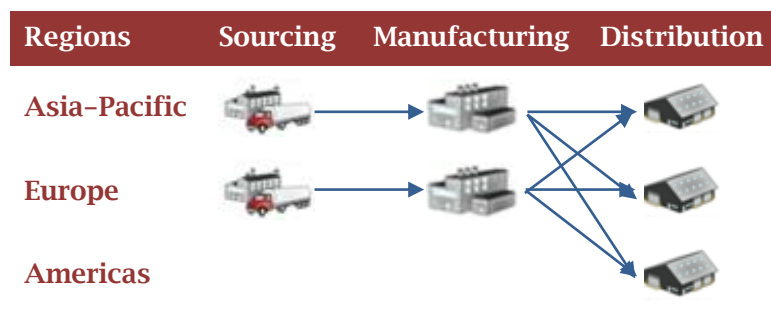 Regions Sourcing Manufacturing Distribution
Asia–Pacific
Europe
Americas